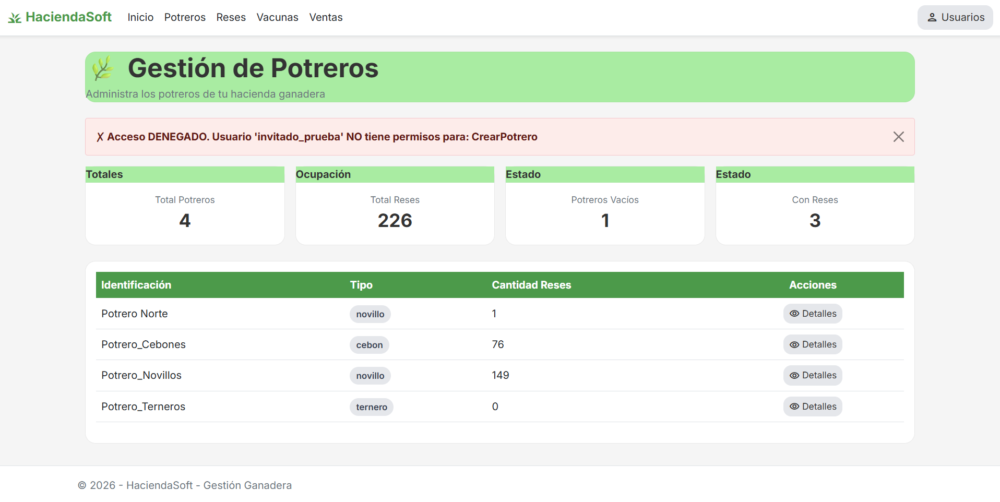 HaciendaSoft Inicio Potreros Reses Vacunas Ventas Usuarios
Gestión de Potreros
Administra los potreros de tu hacienda ganadera
✗ Acceso DENEGADO. Usuario 'invitado_prueba' NO tiene permisos para: CrearPotrero
Totales
Total Potreros
4
Ocupación
Total Reses
226
Estado
Potreros Vacíos
1
Estado
Con Reses
3
Identificación Tipo Cantidad Reses Acciones
Potrero Norte novillo 1 Detalles
Potrero_Cebones cebon 76 Detalles
Potrero_Novillos novillo 149 Detalles
Potrero_Terneros ternero 0 Detalles
© 2026 - HaciendaSoft - Gestión Ganadera